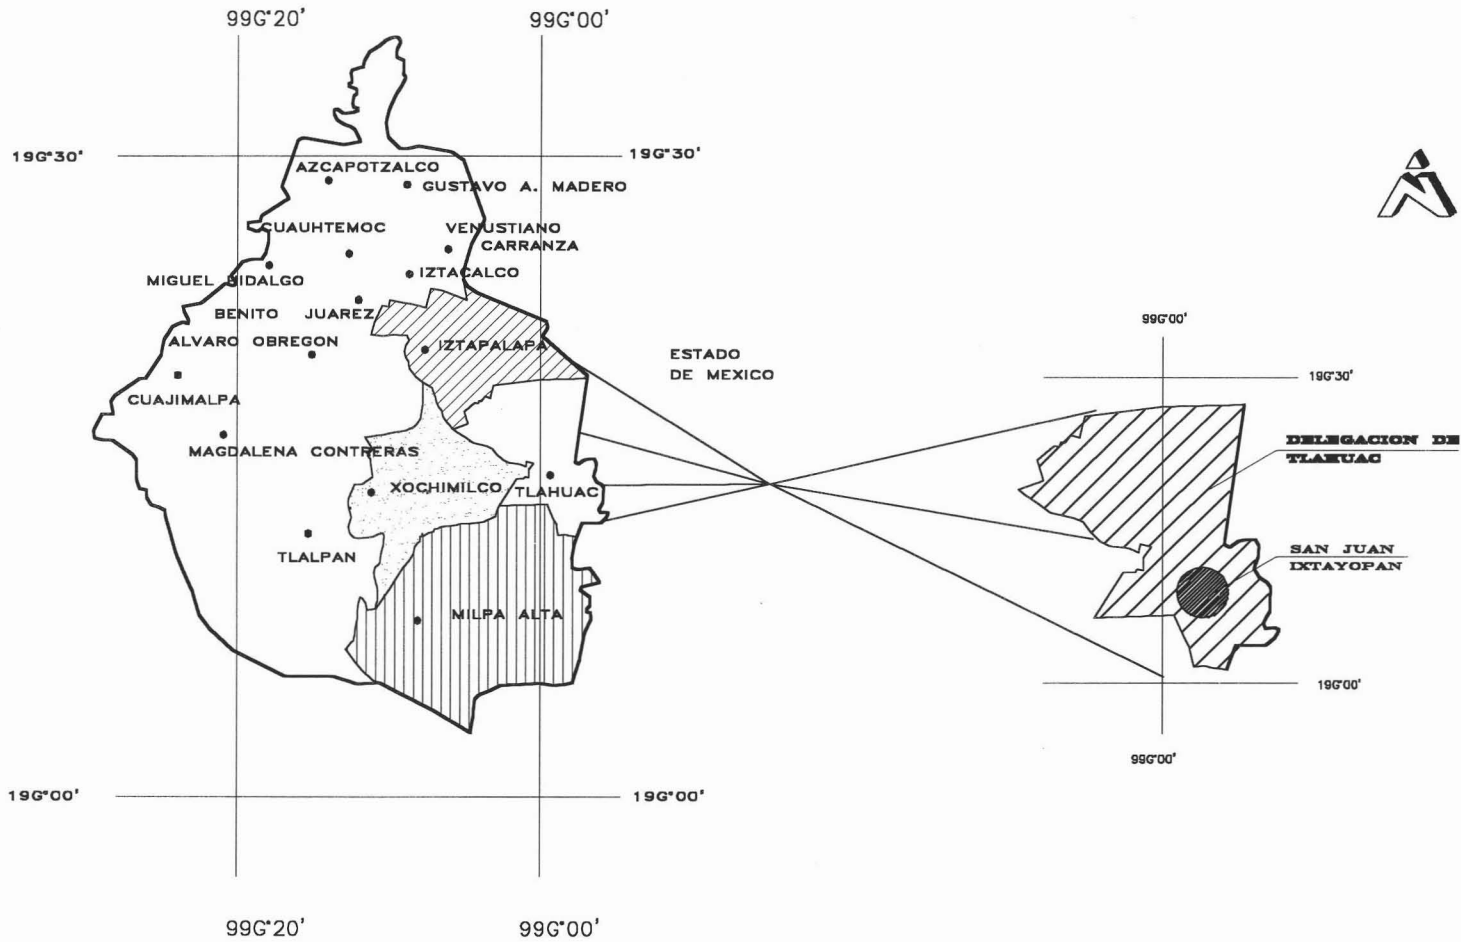 99G°20'
99G°00'
19G°30'
19G°30'
AZCAPOTZALCO
GUSTAVO A. MADERO
CUAUHTEMOC
VENUSTIANO
CARRANZA
IZTACALCO
MIGUEL HIDALGO
BENITO JUAREZ
ALVARO OBREGON
IZTAPALAPA
ESTADO
DE MEXICO
CUAJIMALPA
MAGDALENA CONTRERAS
XOCHIMILCO
TLAHUAC
TLALPAN
MILPA ALTA
19G°00'
19G°00'
99G°20'
99G°00'
N
99G°00'
19G°30'
DELEGACION DE
TLAHUAC
SAN JUAN
IXTAYOPAN
19G°00'
99G°00'